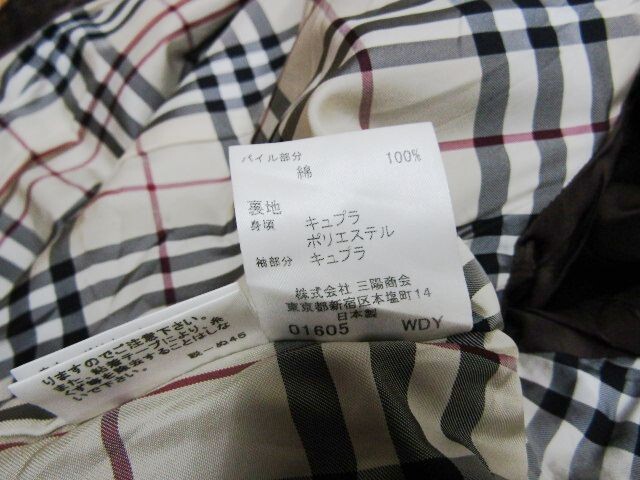 パイル部分 100%
綿
裏地
身頃 キュプラ
ポリエステル
袖部分 キュプラ
株式会社 三陽商会
東京都新宿区本塩町14
日本製
01605 WDY
りますのでご注意下さい。
いで下さい。